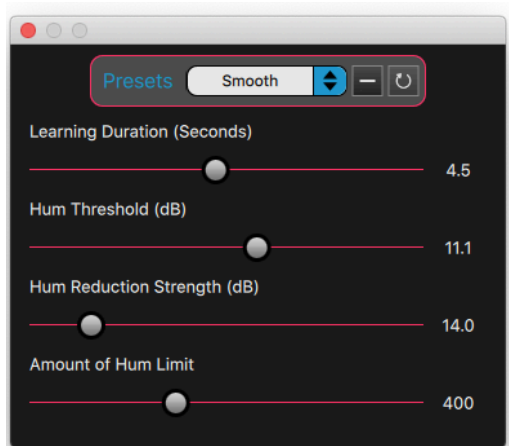 Presets Smooth
Learning Duration (Seconds)
4.5
Hum Threshold (dB)
11.1
Hum Reduction Strength (dB)
14.0
Amount of Hum Limit
400